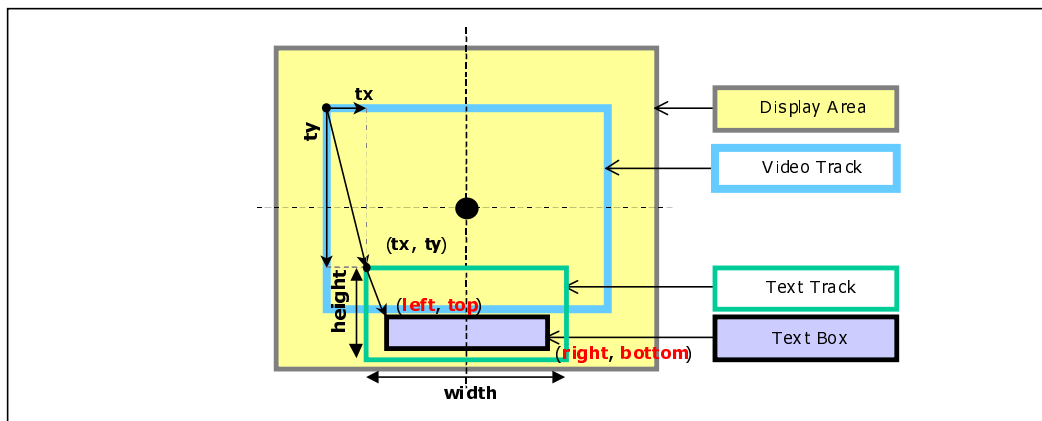 tx
Display Area
ty
Video Track
(tx, ty)
height
Text Track
(left, top)
Text Box
(right, bottom)
width